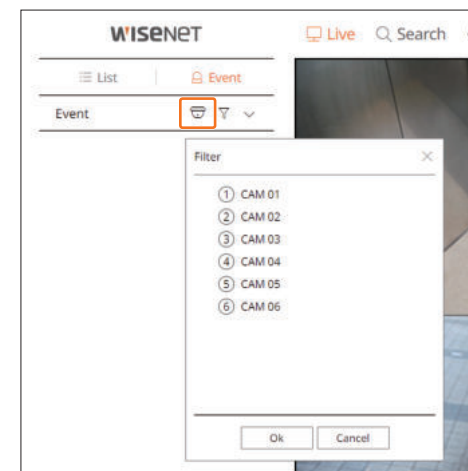 WISENET Live Search
List Event
Event
Filter
1 CAM 01
2 CAM 02
3 CAM 03
4 CAM 04
5 CAM 05
6 CAM 06
Ok Cancel